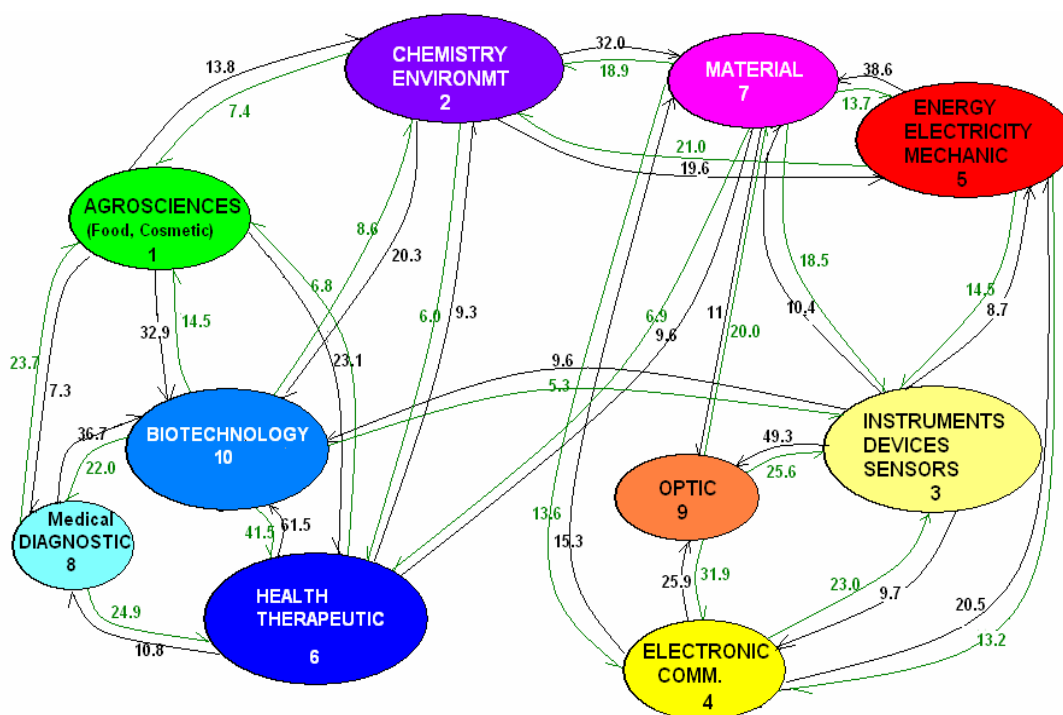 CHEMISTRY
ENVIRONMT
2
MATERIAL
7
ENERGY
ELECTRICITY
MECHANIC
5
AGROSCIENCES
(Food, Cosmetic)
1
BIOTECHNOLOGY
10
INSTRUMENTS
DEVICES
SENSORS
3
OPTIC
9
Medical
DIAGNOSTIC
8
HEALTH
THERAPEUTIC
6
ELECTRONIC
COMM.
4
32.0
18.9
38.6
13.7
13.8
7.4
21.0
19.6
8.6
20.3
6.0
9.3
6.8
23.1
32.9
14.5
23.7
7.3
36.7
22.0
41.5
61.5
24.9
10.8
6.9
9.6
11
20.0
18.5
10.4
14.5
8.7
9.6
5.3
49.3
25.6
13.6
15.3
25.9
31.9
23.0
9.7
20.5
13.2